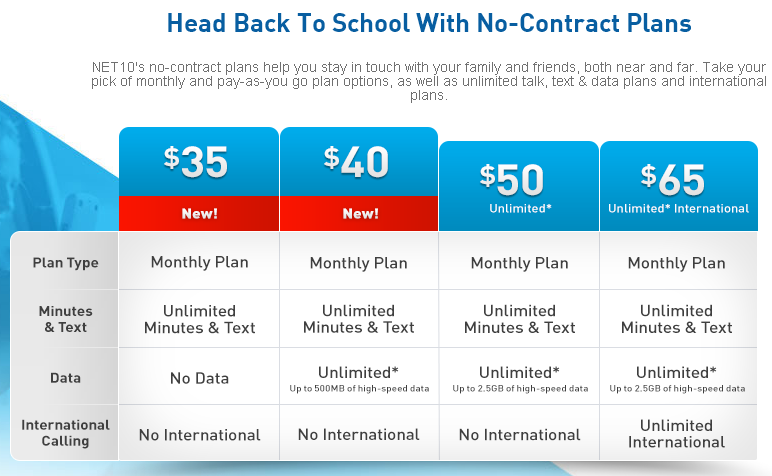 Head Back To School With No-Contract Plans
NET10's no-contract plans help you stay in touch with your family and friends, both near and far. Take your
pick of monthly and pay-as-you go plan options, as well as unlimited talk, text & data plans and international
plans.
$35
New!
$40
New!
$50
Unlimited*
$65
Unlimited* International
Plan Type
Monthly Plan
Monthly Plan
Monthly Plan
Monthly Plan
Minutes
& Text
Unlimited
Minutes & Text
Unlimited
Minutes & Text
Unlimited
Minutes & Text
Unlimited
Minutes & Text
Data
No Data
Unlimited*
Up to 500MB of high-speed data
Unlimited*
Up to 2.5GB of high-speed data
Unlimited*
Up to 2.5GB of high-speed data
International
Calling
No International
No International
No International
Unlimited
International